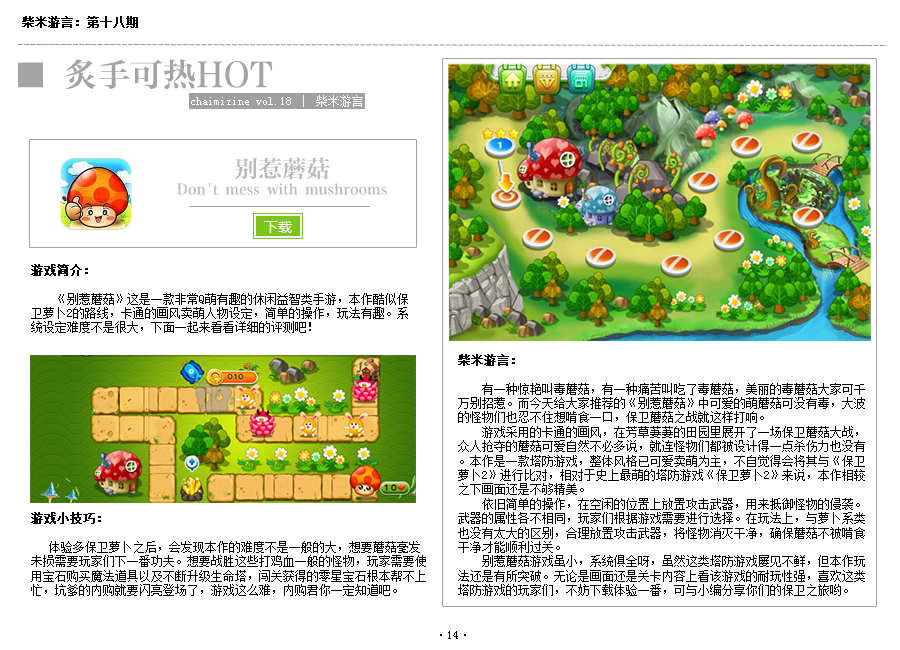 柴米游言：第十八期
炙手可热HOT
chaimizine vol.18 | 柴米游言
别惹蘑菇
Don't mess with mushrooms
下载
游戏简介：
《别惹蘑菇》这是一款非常Q萌有趣的休闲益智类手游，本作酷似保
卫萝卜2的路线，卡通的画风卖萌人物设定，简单的操作，玩法有趣。系
统设定难度不是很大，下面一起来看看详细的评测吧！
010
10
游戏小技巧：
体验多保卫萝卜之后，会发现本作的难度不是一般的大，想要蘑菇毫发
未损需要玩家们下一番功夫。想要战胜这些打鸡血一般的怪物，玩家需要使
用宝石购买魔法道具以及不断升级生命塔，闯关获得的零星宝石根本帮不上
忙，坑爹的内购就要闪亮登场了，游戏这么难，内购君你一定知道吧。
1
柴米游言：
有一种惊艳叫毒蘑菇，有一种痛苦叫吃了毒蘑菇，美丽的毒蘑菇大家可千
万别招惹。而今天给大家推荐的《别惹蘑菇》中可爱的萌蘑菇可没有毒，大波
的怪物们也忍不住想啃食一口，保卫蘑菇之战就这样打响。
游戏采用的卡通的画风，在芳草萋萋的田园里展开了一场保卫蘑菇大战，
众人抢夺的蘑菇可爱自然不必多说，就连怪物们都被设计得一点杀伤力也没有
。本作是一款塔防游戏，整体风格已可爱卖萌为主，不自觉得会将其与《保卫
萝卜2》进行比对，相对于史上最萌的塔防游戏《保卫萝卜2》来说，本作相较
之下画面还是不够精美。
依旧简单的操作，在空闲的位置上放置攻击武器，用来抵御怪物的侵袭。
武器的属性各不相同，玩家们根据游戏需要进行选择。在玩法上，与萝卜系类
也没有太大的区别，合理放置攻击武器，将怪物消灭干净，确保蘑菇不被啃食
干净才能顺利过关。
别惹蘑菇游戏虽小，系统俱全呀，虽然这类塔防游戏屡见不鲜，但本作玩
法还是有所突破。无论是画面还是关卡内容上看该游戏的耐玩性强，喜欢这类
塔防游戏的玩家们，不妨下载体验一番，可与小编分享你们的保卫之旅哟。
·14·